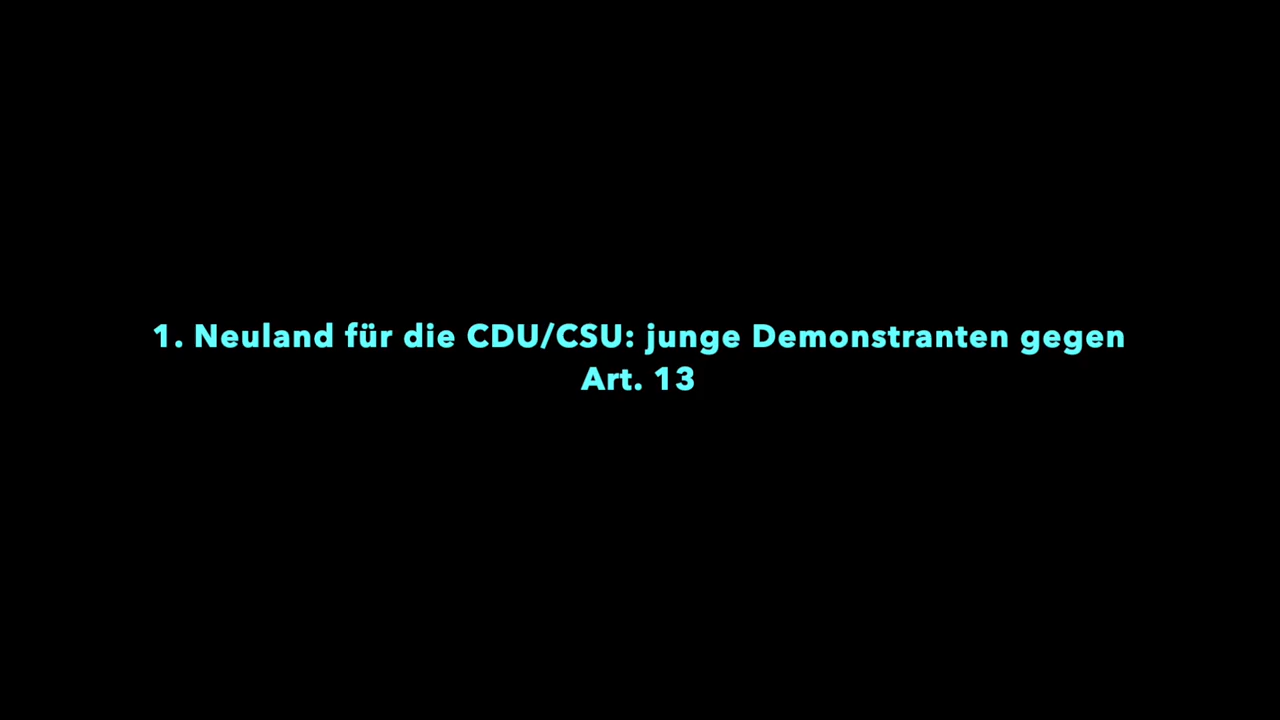 1. Neuland für die CDU/CSU: junge Demonstranten gegen
Art. 13